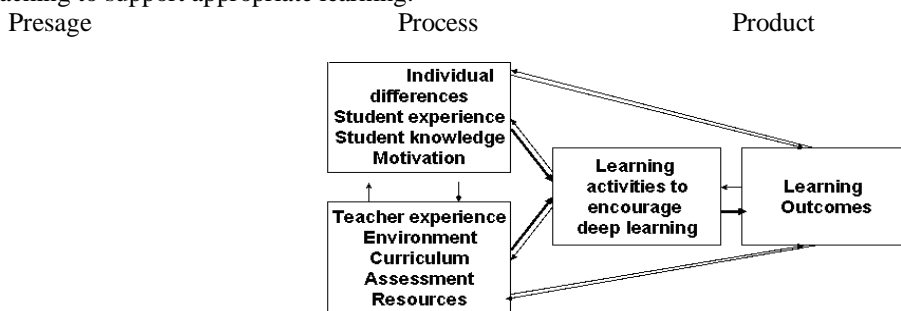 aching to support appropriate learning.
Presage Process Product
Individual
differences
Student experience
Student knowledge
Motivation
Teacher experience
Environment
Curriculum
Assessment
Resources
Learning
activities to
encourage
deep learning
Learning
Outcomes